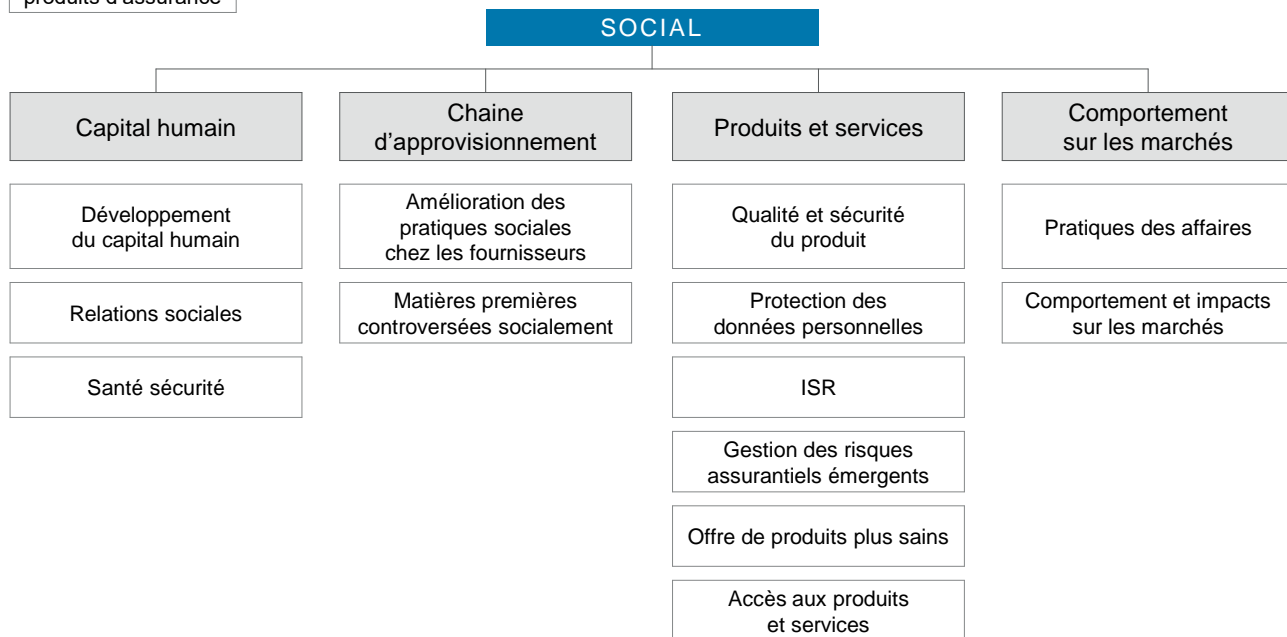 produits d'assurance
SOCIAL
Capital humain
Développement
du capital humain
Relations sociales
Santé sécurité
Chaine
d'approvisionnement
Amélioration des
pratiques sociales
chez les fournisseurs
Matières premières
controversées socialement
Produits et services
Qualité et sécurité
du produit
Protection des
données personnelles
ISR
Gestion des risques
assurantiels émergents
Offre de produits plus sains
Accès aux produits
et services
Comportement
sur les marchés
Pratiques des affaires
Comportement et impacts
sur les marchés